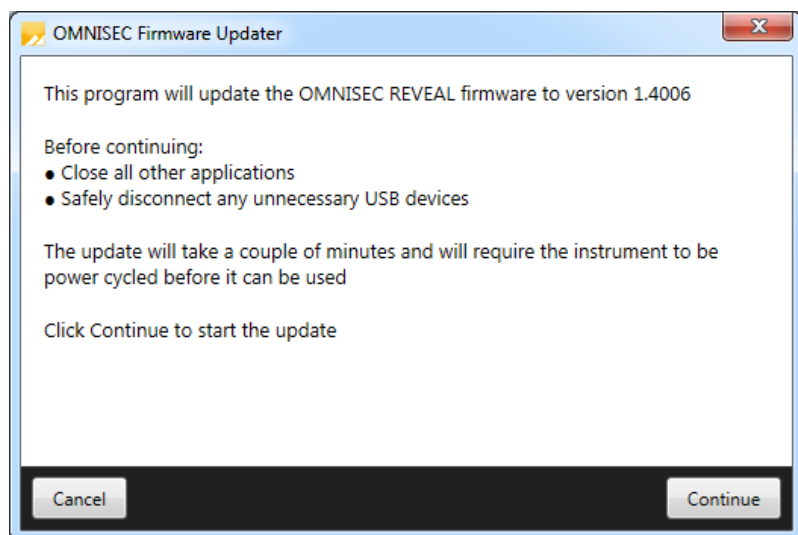 OMNISEC Firmware Updater
This program will update the OMNISEC REVEAL firmware to version 1.4006
Before continuing:
● Close all other applications
● Safely disconnect any unnecessary USB devices
The update will take a couple of minutes and will require the instrument to be
power cycled before it can be used
Click Continue to start the update
Cancel
Continue